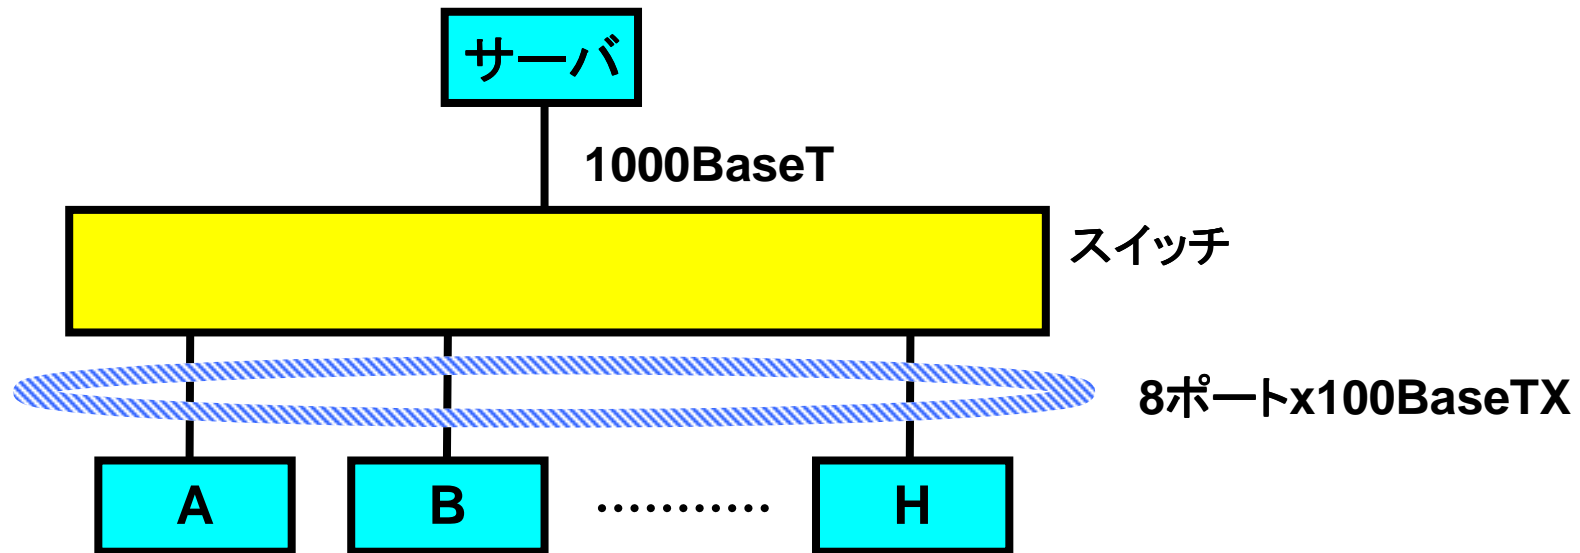 サーバ
1000BaseT
スイッチ
8ポートx100BaseTX
A
B
…………
H